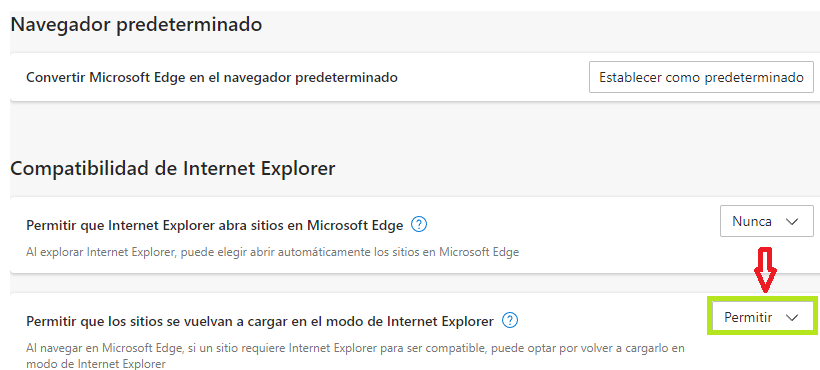 Navegador predeterminado
Convertir Microsoft Edge en el navegador predeterminado
Establecer como predeterminado
Compatibilidad de Internet Explorer
Permitir que Internet Explorer abra sitios en Microsoft Edge ?
Nunca
Al explorar Internet Explorer, puede elegir abrir automáticamente los sitios en Microsoft Edge
Permitir que los sitios se vuelvan a cargar en el modo de Internet Explorer ?
Permitir
Al navegar en Microsoft Edge, si un sitio requiere Internet Explorer para ser compatible, puede optar por volver a cargarlo en
modo de Internet Explorer